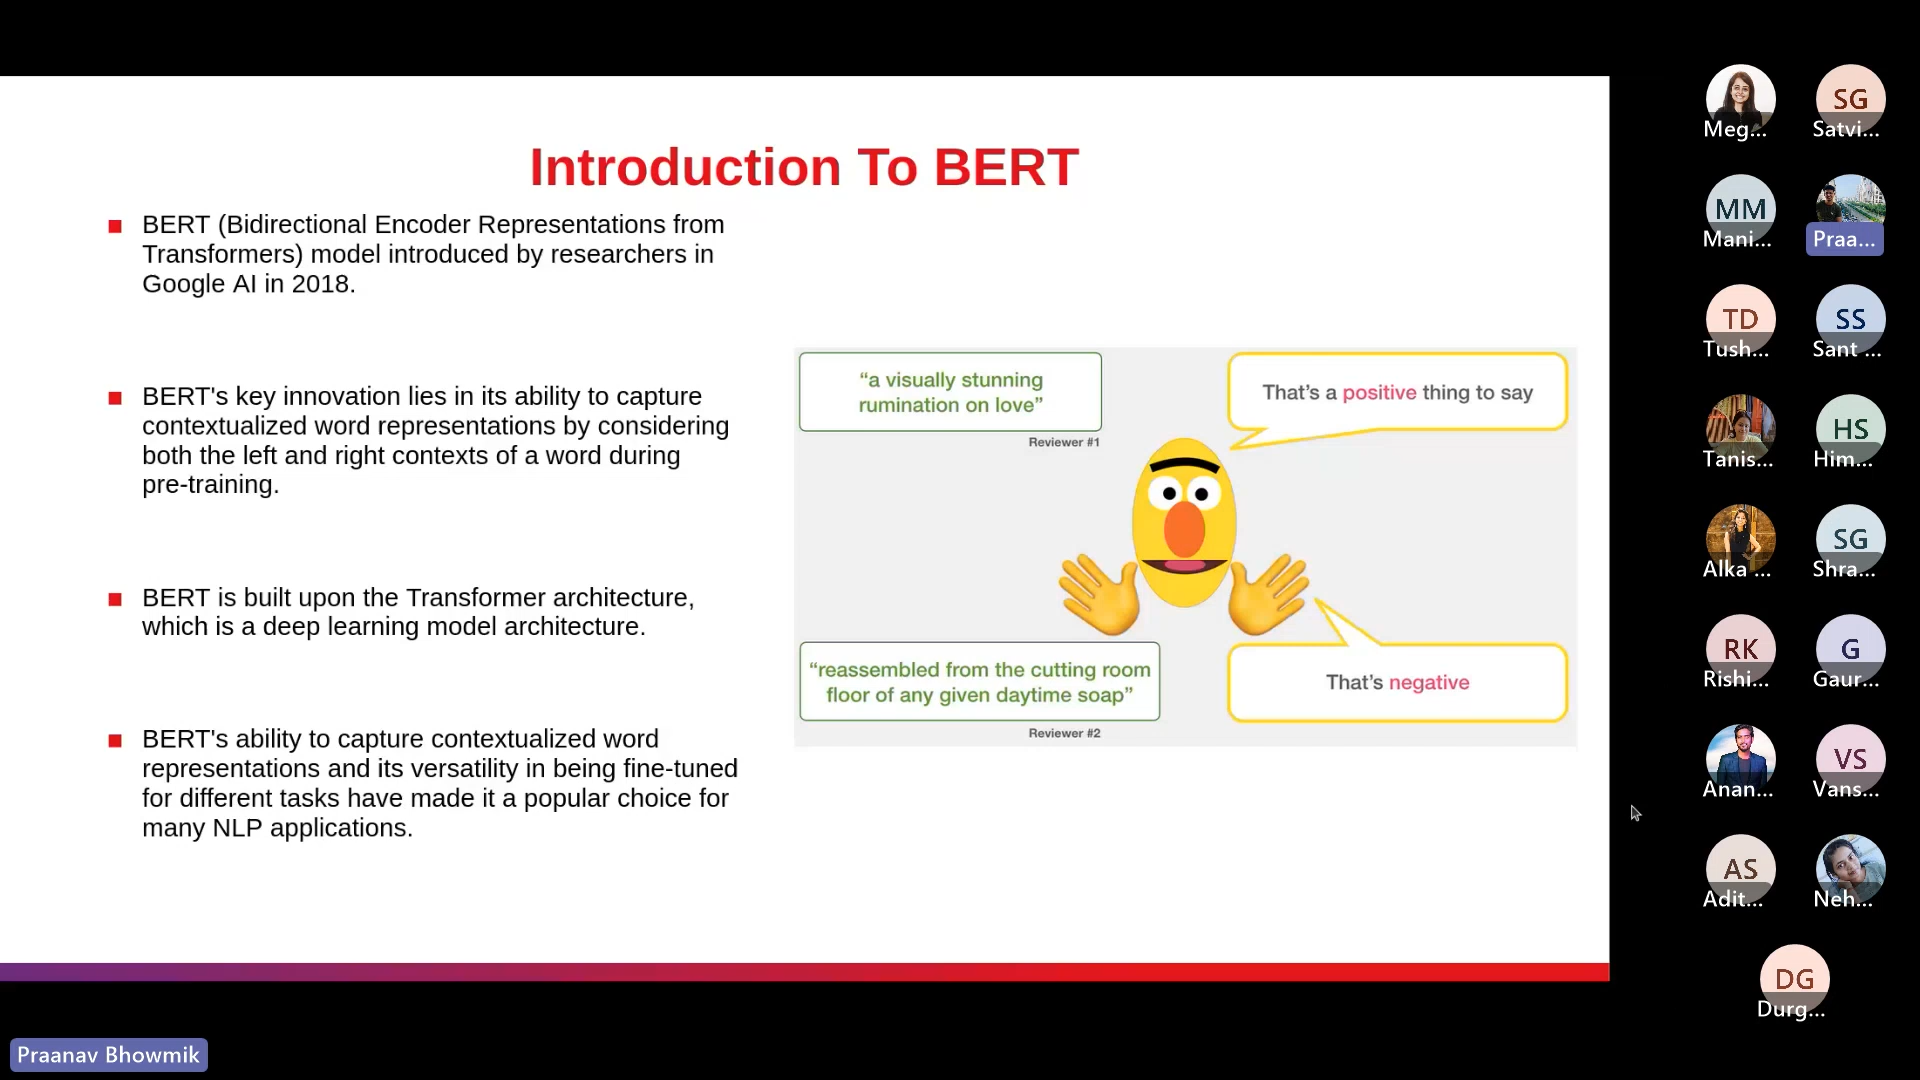 Introduction To BERT
BERT (Bidirectional Encoder Representations from
Transformers) model introduced by researchers in
Google AI in 2018.
BERT's key innovation lies in its ability to capture
contextualized word representations by considering
both the left and right contexts of a word during
pre-training.
BERT is built upon the Transformer architecture,
which is a deep learning model architecture.
BERT's ability to capture contextualized word
representations and its versatility in being fine-tuned
for different tasks have made it a popular choice for
many NLP applications.
“a visually stunning
rumination on love”
Reviewer #1
That’s a positive thing to say
“reassembled from the cutting room
floor of any given daytime soap”
Reviewer #2
That’s negative
Meg...
SG
Satvi...
MM
Mani...
Praa...
TD
Tush...
SS
Sant ...
Tanis...
HS
Him...
Alka ...
SG
Shra...
RK
Rishi...
G
Gaur...
Anan...
VS
Vans...
AS
Adit...
Neh...
DG
Durg...
Praanav Bhowmik